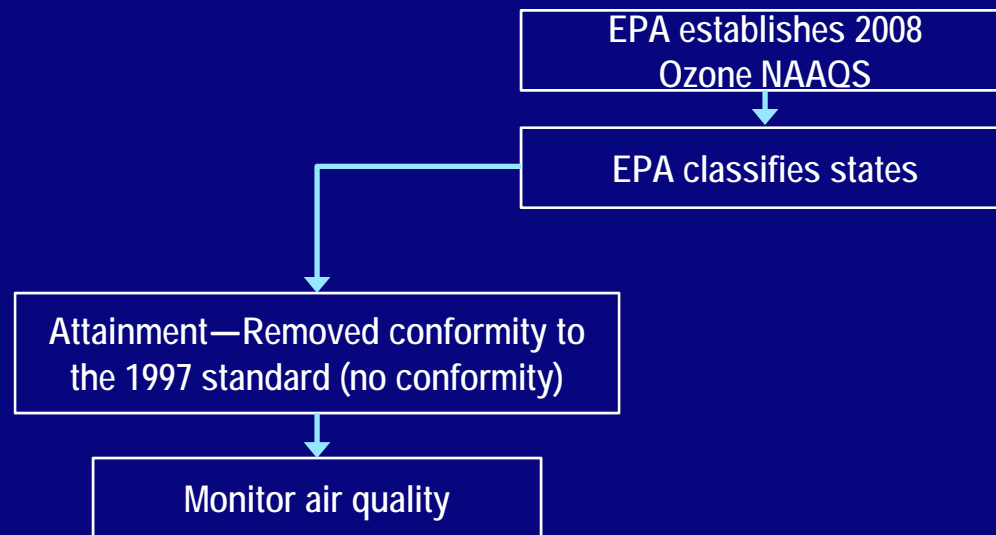 EPA establishes 2008
Ozone NAAQS
EPA classifies states
Attainment—Removed conformity to
the 1997 standard (no conformity)
Monitor air quality